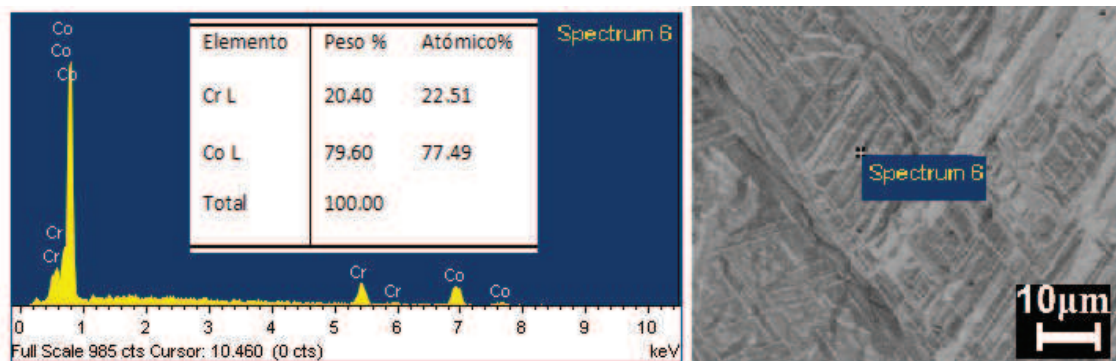 Co
Co
Co
Spectrum 6
Elemento Peso % Atómico%
Cr L 20.40 22.51
Co L 79.60 77.49
Total 100.00
Cr
Cr
Cr
Cr
Co
Co
0 1 2 3 4 5 6 7 8 9 10
Full Scale 985 cts Cursor: 10.460 (0 cts) keV
Spectrum 6
10µm